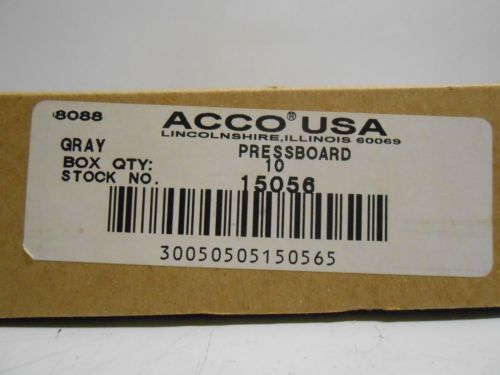 8088
ACCO® USA
LINCOLNSHIRE, ILLINOIS 60069
GRAY PRESSBOARD
BOX QTY: 10
STOCK NO. 15056
30050505150565